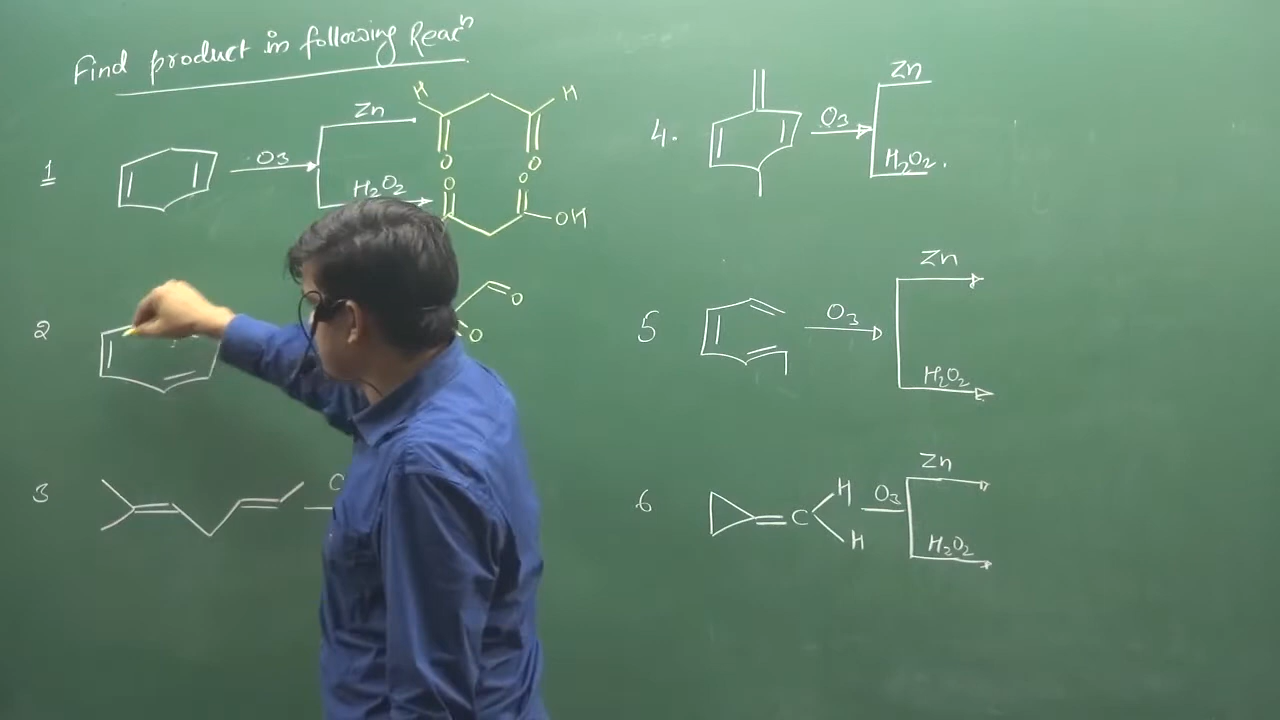 Find product in following Reacⁿ
1
O3
Zn
H2O2
H
H
O
O
O
O
OH
2
O
O
3
4.
O3
Zn
H2O2.
5
O3
Zn
H2O2
6
C
H
H
O3
Zn
H2O2